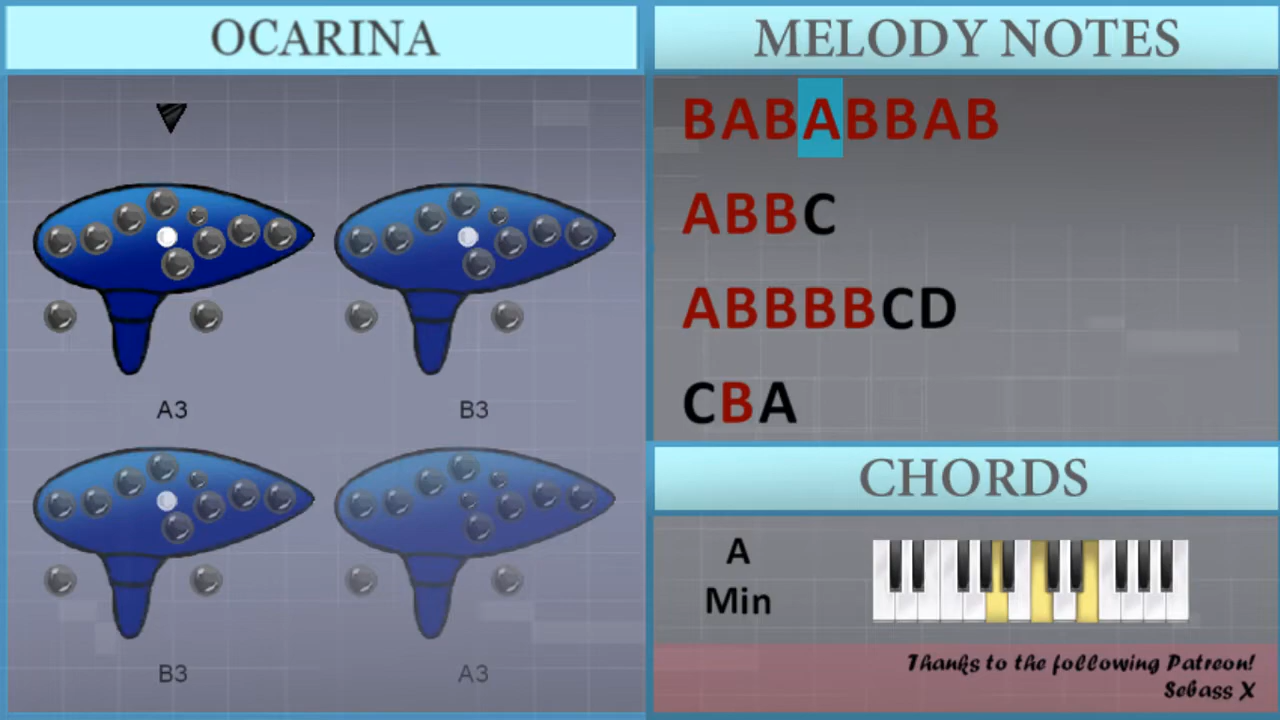 OCARINA
A3
B3
B3
A3
MELODY NOTES
BABABBAB
ABBC
ABBBBCD
CBA
CHORDS
A
Min
Thanks to the following Patreon!
Sebass X